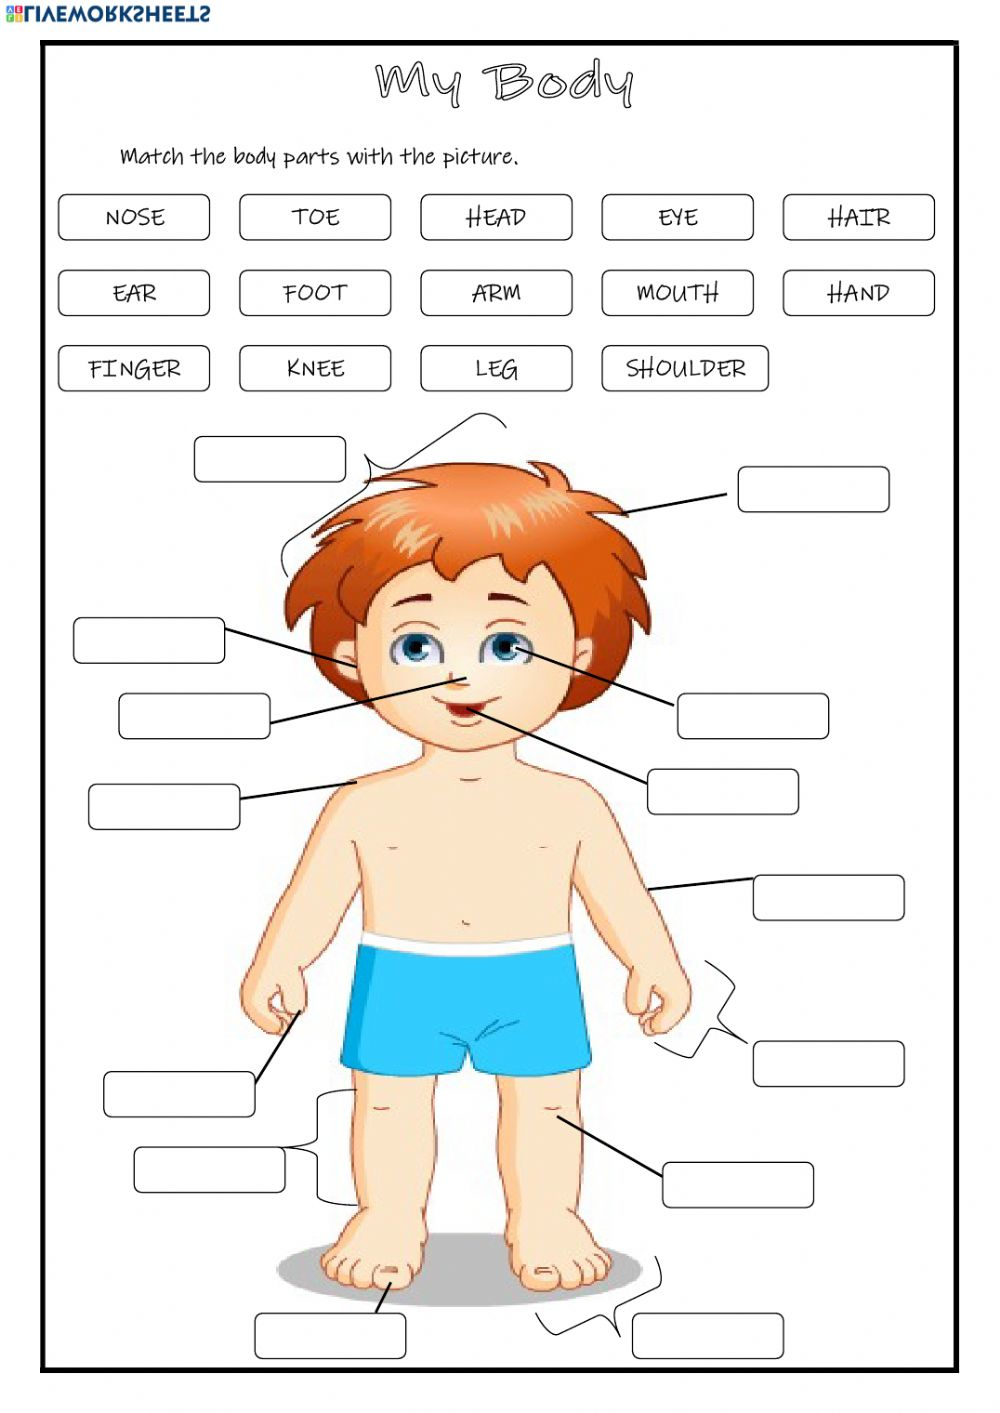 LIVEWORKSHEETS
My Body
Match the body parts with the picture.
NOSE TOE HEAD EYE HAIR
EAR FOOT ARM MOUTH HAND
FINGER KNEE LEG SHOULDER